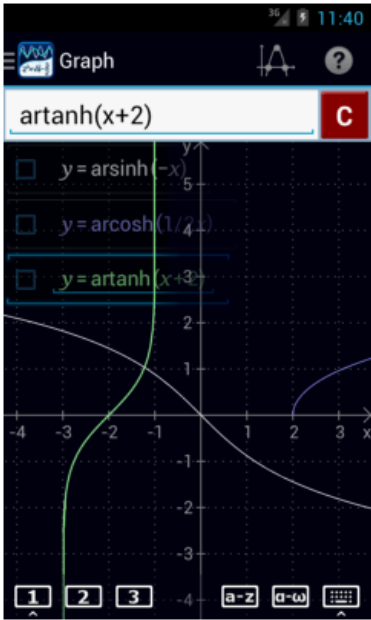 3G 11:40
Graph ?
artanh(x+2) C
y
y=arsinh(-x)
5
y=arcosh(1/2x)
4
y=artanh(x+2)
3
2
1
-4 -3 -2 -1 1 2 3 x
-1
-2
-3
-4
1 2 3 a-z α-ω